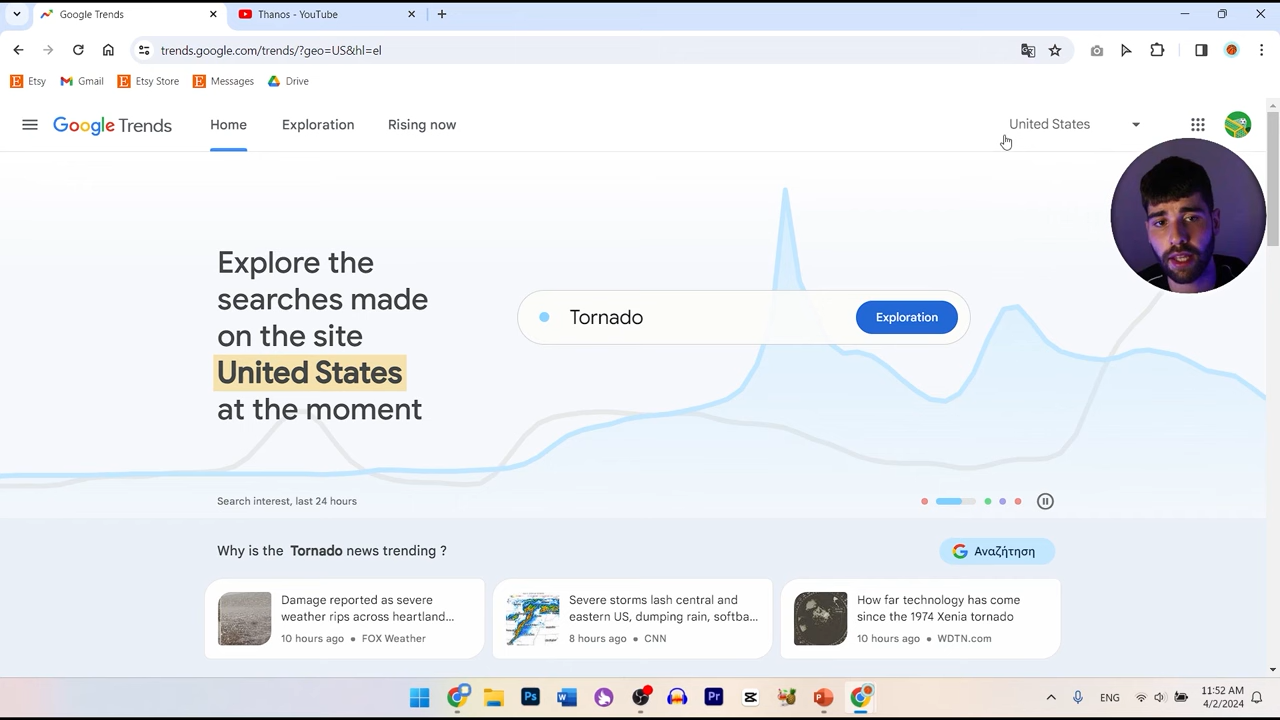 Google Trends
Thanos - YouTube
trends.google.com/trends/?geo=US&hl=el
Etsy
Gmail
Etsy Store
Messages
Drive
Google Trends
Home
Exploration
Rising now
United States
Explore the
searches made
on the site
United States
at the moment
Tornado
Exploration
Search interest, last 24 hours
Why is the Tornado news trending ?
Αναζήτηση
Damage reported as severe
weather rips across heartland...
10 hours ago • FOX Weather
Severe storms lash central and
eastern US, dumping rain, softba...
8 hours ago • CNN
How far technology has come
since the 1974 Xenia tornado
10 hours ago • WDTN.com
ENG
11:52 AM
4/2/2024